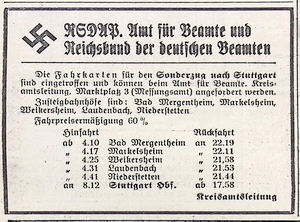 NSDAP. Amt für Beamte und
Reichsbund der deutschen Beamten
Die Fahrkarten für den Sonderzug nach Stuttgart
sind eingetroffen und können beim Amt für Beamte. Kreis-
amtsleitung, Marktplatz 3 (Messungsamt) angefordert werden.
Zusteigbahnhöfe sind: Bad Mergentheim, Markelsheim,
Weikersheim, Laudenbach, Niederstetten
Fahrpreisermäßigung 60 %
Hinfahrt Rückfahrt
ab 4.10 Bad Mergentheim an 22.19
„ 4.17 Markelsheim „ 22.11
„ 4.25 Weikersheim „ 21.58
„ 4.31 Laudenbach „ 21.53
„ 4.41 Niederstetten „ 21.44
an 8.12 Stuttgart Hbf. ab 17.58
Kreisamtsleitung